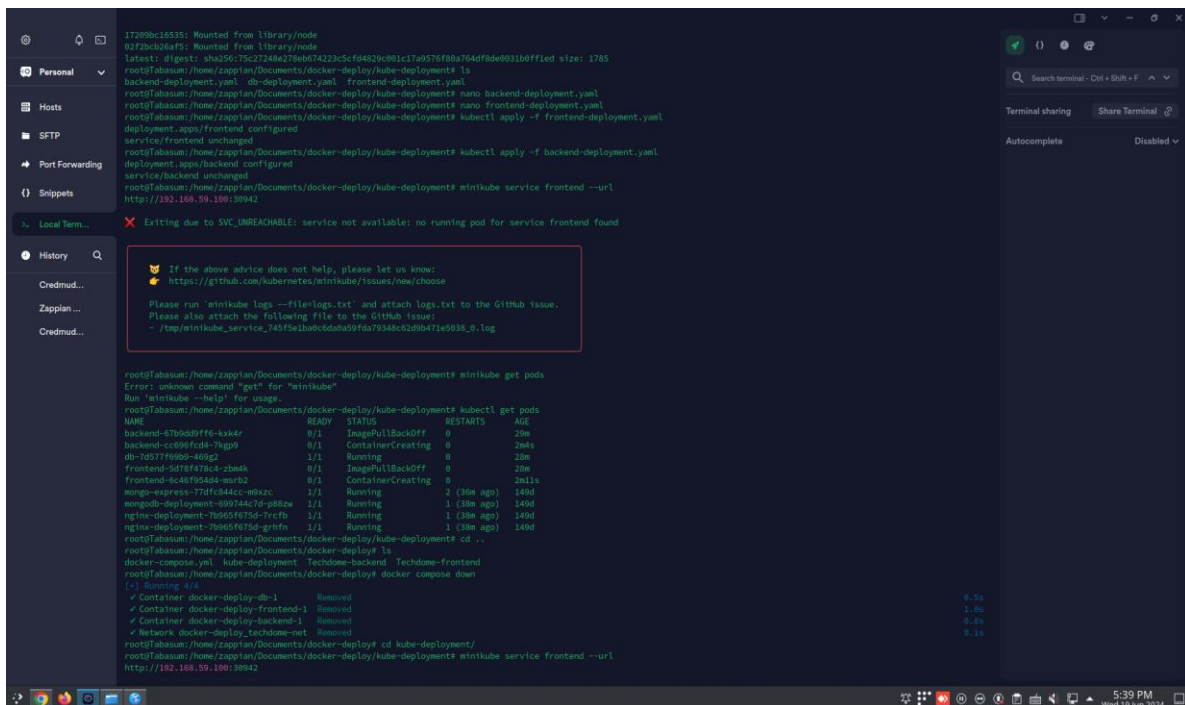 Personal
Hosts
SFTP
Port Forwarding
Snippets
Local Term...
History
Credmud...
Zappian ...
Credmud...
17209bc16535: Mounted from library/node
02f2bcb26af5: Mounted from library/node
latest: digest: sha256:75c27248e278eb674223c5cfd4829c001c17a9576f80a764df8de0031b0ff1ed size: 1785
root@Tabasum:/home/zappian/Documents/docker-deploy/kube-deployment# ls
backend-deployment.yaml db-deployment.yaml frontend-deployment.yaml
root@Tabasum:/home/zappian/Documents/docker-deploy/kube-deployment# nano backend-deployment.yaml
root@Tabasum:/home/zappian/Documents/docker-deploy/kube-deployment# nano frontend-deployment.yaml
root@Tabasum:/home/zappian/Documents/docker-deploy/kube-deployment# kubectl apply -f frontend-deployment.yaml
deployment.apps/frontend configured
service/frontend unchanged
root@Tabasum:/home/zappian/Documents/docker-deploy/kube-deployment# kubectl apply -f backend-deployment.yaml
deployment.apps/backend configured
service/backend unchanged
root@Tabasum:/home/zappian/Documents/docker-deploy/kube-deployment# minikube service frontend --url
http://192.168.59.100:30942
❌ Exiting due to SVC_UNREACHABLE: service not available: no running pod for service frontend found
😿 If the above advice does not help, please let us know:
👉 https://github.com/kubernetes/minikube/issues/new/choose
Please run `minikube logs --file=logs.txt` and attach logs.txt to the GitHub issue.
Please also attach the following file to the GitHub issue:
- /tmp/minikube_service_745f5e1ba0c6da0a59fda79348c62d9b471e5038_0.log
root@Tabasum:/home/zappian/Documents/docker-deploy/kube-deployment# minikube get pods
Error: unknown command "get" for "minikube"
Run 'minikube --help' for usage.
root@Tabasum:/home/zappian/Documents/docker-deploy/kube-deployment# kubectl get pods
NAME READY STATUS RESTARTS AGE
backend-67b9dd9ff6-kxk4r 0/1 ImagePullBackOff 0 29m
backend-cc696fcd4-7kgp9 0/1 ContainerCreating 0 2m4s
db-7d577f69b9-469g2 1/1 Running 0 28m
frontend-5d78f478c4-zbm4k 0/1 ImagePullBackOff 0 28m
frontend-6c46f954d4-msrb2 0/1 ContainerCreating 0 2m11s
mongo-express-77dfc844cc-m9xzc 1/1 Running 2 (36m ago) 149d
mongodb-deployment-699744c7d-p88zw 1/1 Running 1 (38m ago) 149d
nginx-deployment-7b965f675d-7rcfb 1/1 Running 1 (38m ago) 149d
nginx-deployment-7b965f675d-grhfn 1/1 Running 1 (38m ago) 149d
root@Tabasum:/home/zappian/Documents/docker-deploy/kube-deployment# cd ..
root@Tabasum:/home/zappian/Documents/docker-deploy# ls
docker-compose.yml kube-deployment Techdome-backend Techdome-frontend
root@Tabasum:/home/zappian/Documents/docker-deploy# docker compose down
[+] Running 4/4
✓ Container docker-deploy-db-1 Removed 0.5s
✓ Container docker-deploy-frontend-1 Removed 1.0s
✓ Container docker-deploy-backend-1 Removed 0.8s
✓ Network docker-deploy_techdome-net Removed 0.1s
root@Tabasum:/home/zappian/Documents/docker-deploy# cd kube-deployment/
root@Tabasum:/home/zappian/Documents/docker-deploy/kube-deployment# minikube service frontend --url
http://192.168.59.100:30942
Search terminal - Ctrl + Shift + F
Terminal sharing
Share Terminal
Autocomplete
Disabled
5:39 PM
Wed 19 Jun 2024